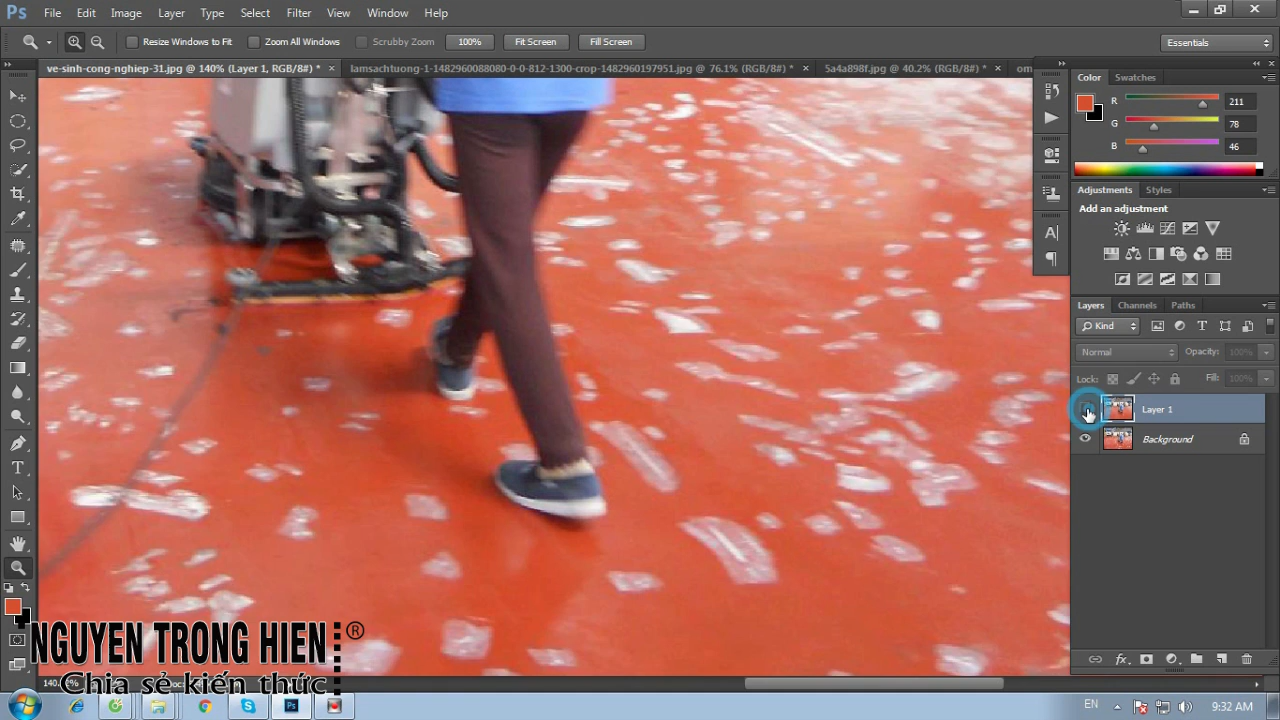 Ps File Edit Image Layer Type Select Filter View Window Help
Resize Windows to Fit Zoom All Windows Scrubby Zoom 100% Fit Screen Fill Screen Essentials
ve-sinh-cong-nghiep-31.jpg @ 140% (Layer 1, RGB/8#) * × lamsachtuong-1-1482960088080-0-0-812-1300-crop-1482960197951.jpg @ 76.1% (RGB/8#) * × 5a4a898f.jpg @ 40.2% (RGB/8#) * × om
Color Swatches
R 211
G 78
B 46
Adjustments Styles
Add an adjustment
Layers Channels Paths
Kind
Normal Opacity: 100%
Lock: Fill: 100%
Layer 1
Background
NGUYEN TRONG HIEN ®
Chia sẻ kiến thức
EN 9:32 AM